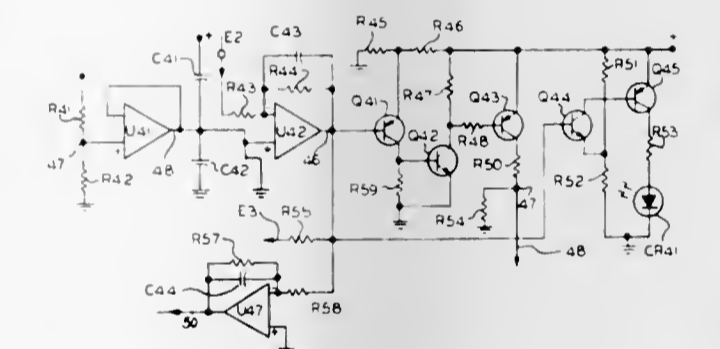 R45
R46
+
E2
C43
C41
R44
R43
R51
Q45
R47
Q41
Q43
Q44
R41
U41
U42
Q42
R48
R53
47
+
48
+
46
R50
R42
C42
R59
R52
R54
47
E3
R55
R57
48
CR41
C44
U47
R58
50
+